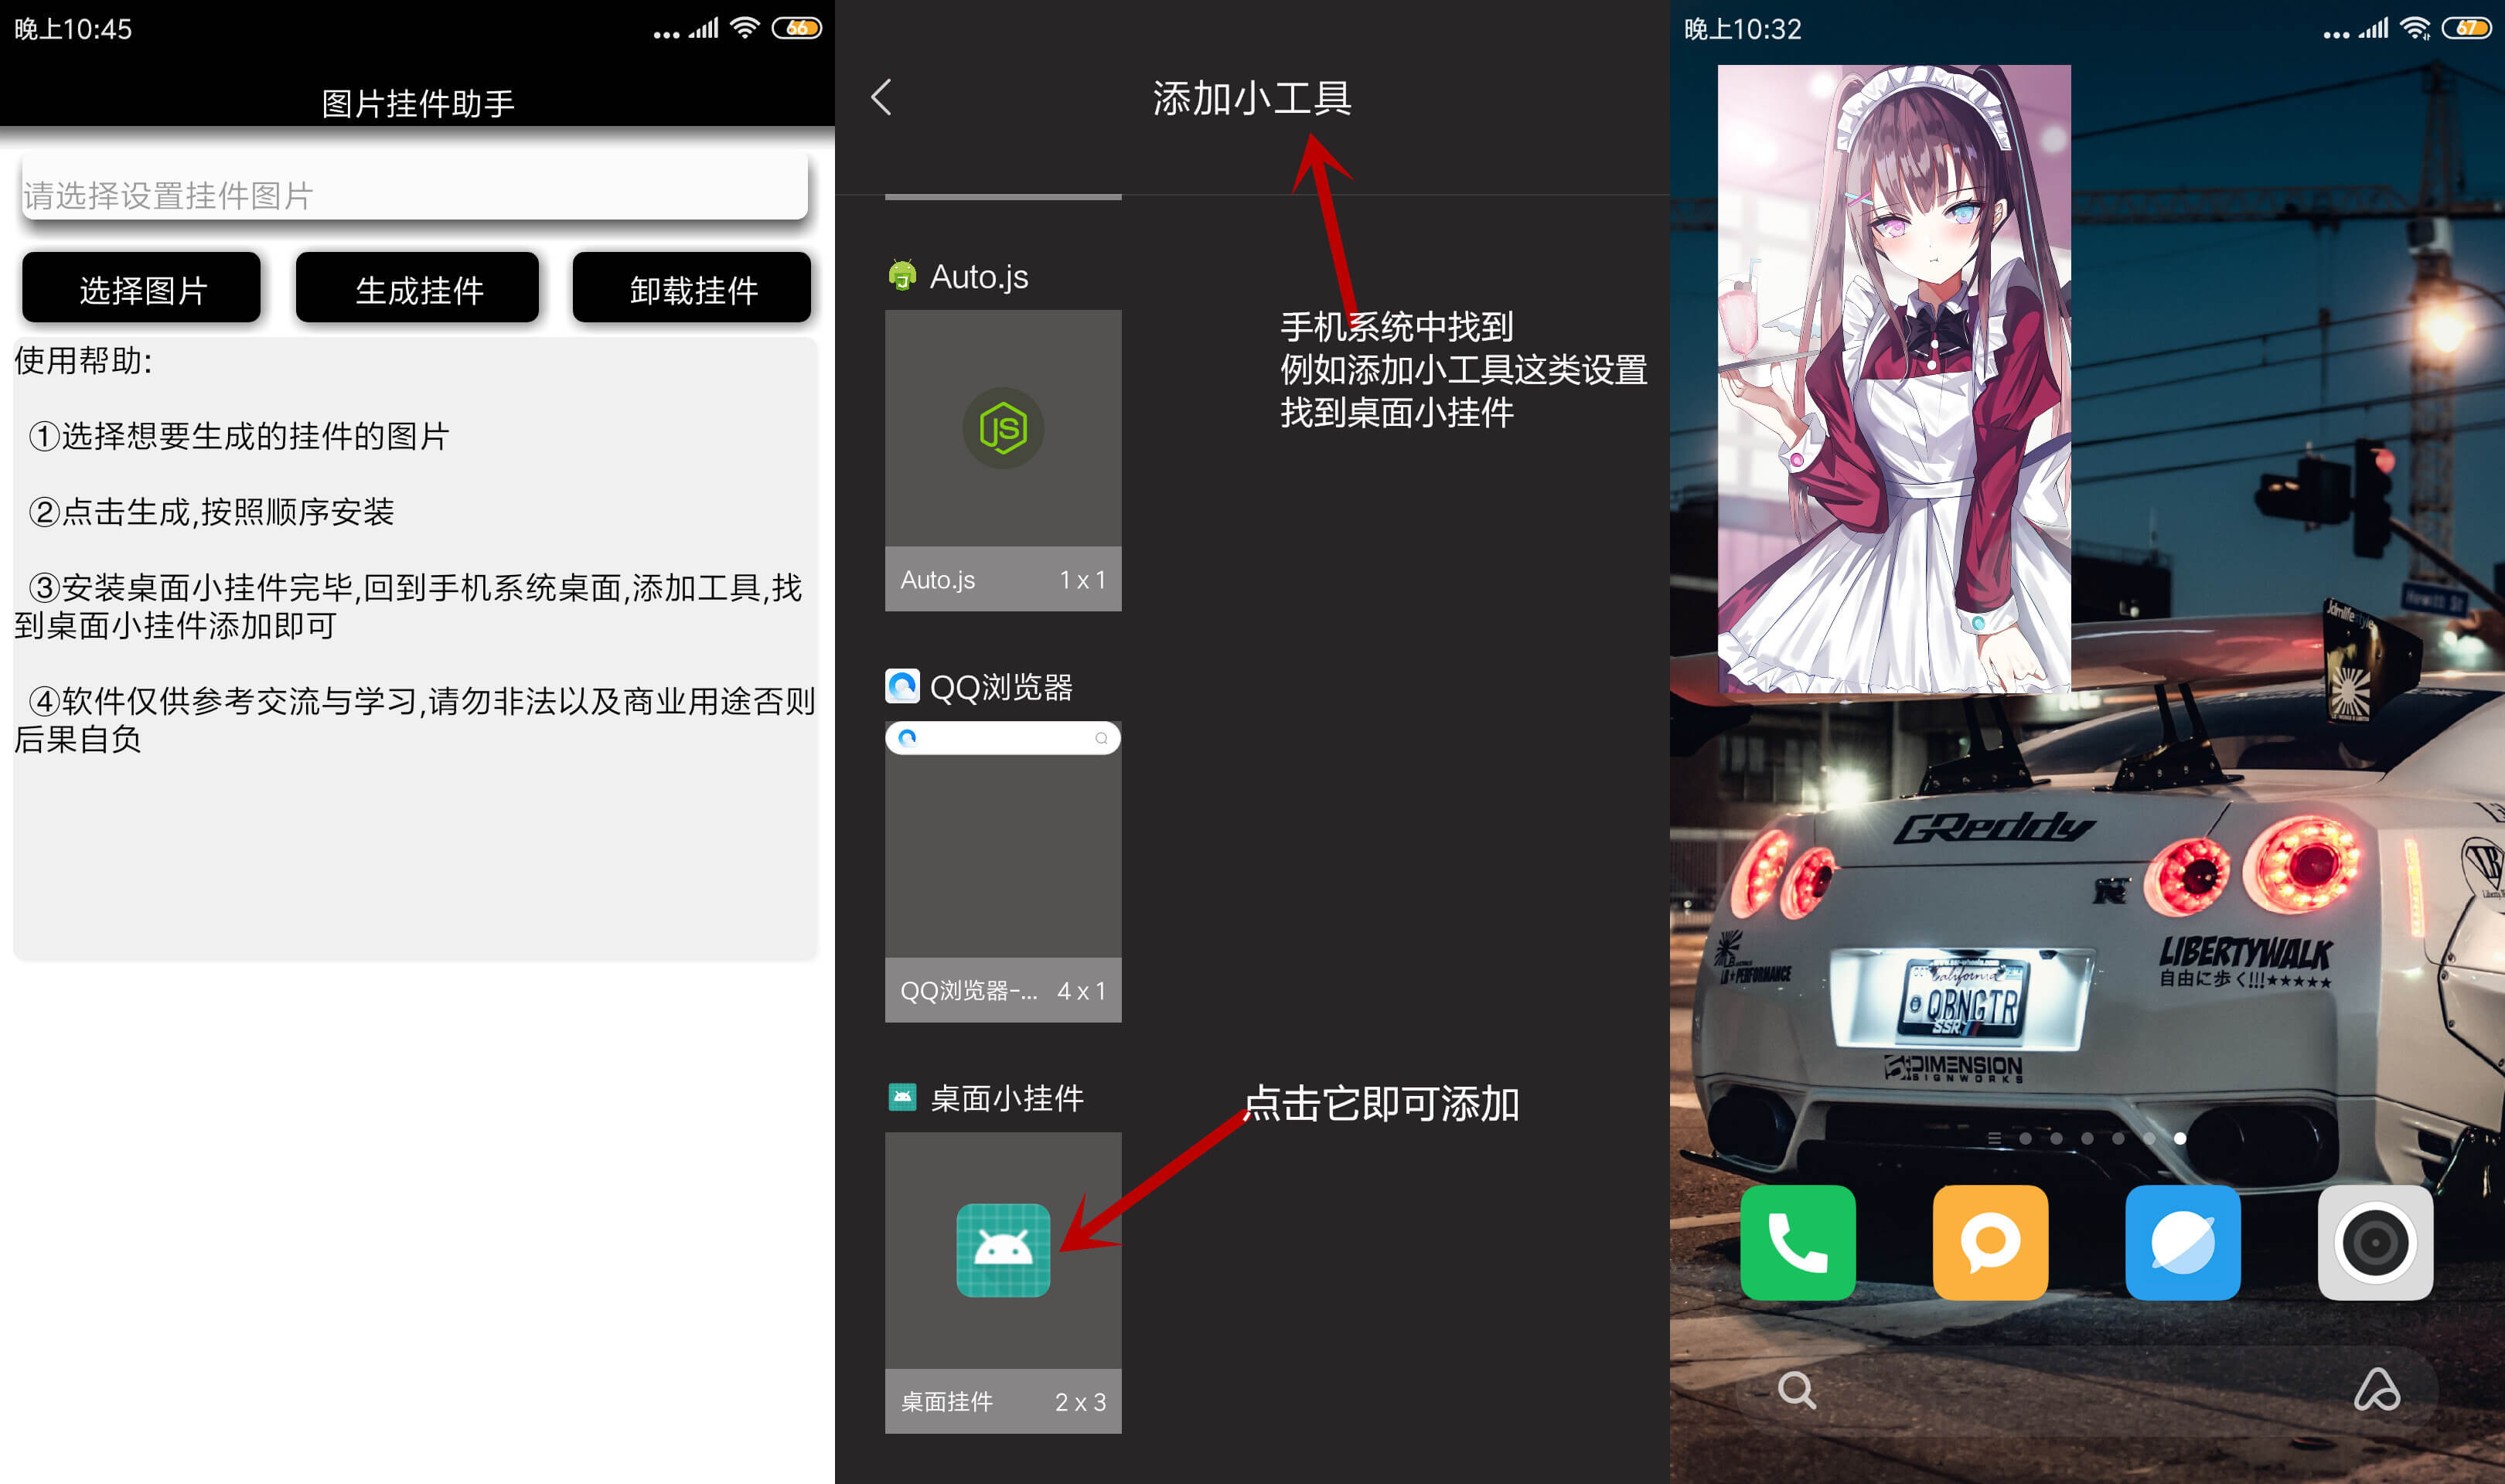 晚上10:45
66
图片挂件助手
请选择设置挂件图片
选择图片
生成挂件
卸载挂件
使用帮助:
①选择想要生成的挂件的图片
②点击生成,按照顺序安装
③安装桌面小挂件完毕,回到手机系统桌面,添加工具,找
到桌面小挂件添加即可
④软件仅供参考交流与学习,请勿非法以及商业用途否则
后果自负
添加小工具
手机系统中找到
例如添加小工具这类设置
找到桌面小挂件
Auto.js
JS
Auto.js 1 x 1
QQ浏览器
QQ浏览器-... 4 x 1
桌面小挂件
点击它即可添加
桌面挂件 2 x 3
晚上10:32
67
Howith St
Jdmlifestyle
GReddy
R
LIBERTYWALK
自由に歩く!!!★★★★★
LB★PERFORMANCE
California
QBNGTR
SSR
5:DIMENSION
SIGNWORKS
LB